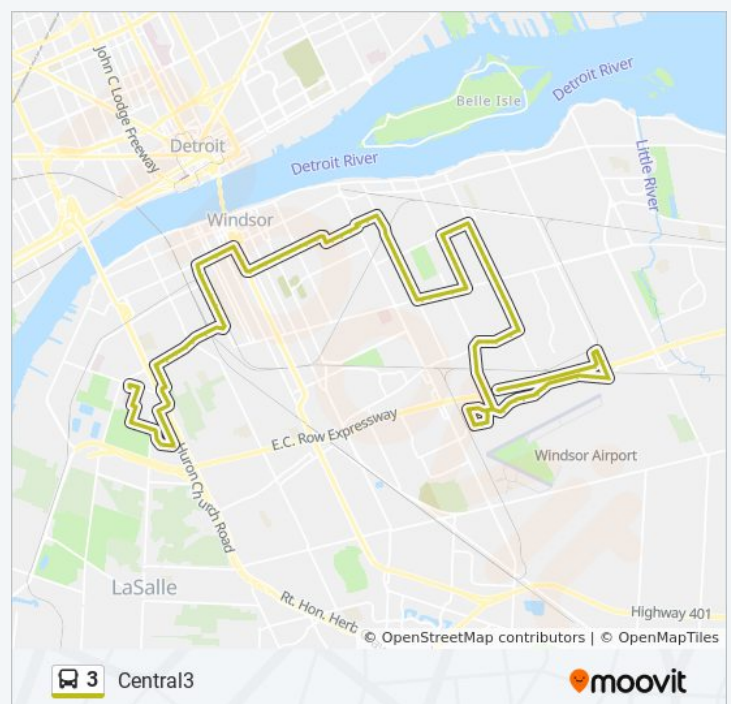 John C Lodge Freeway
Detroit
Belle Isle
Detroit River
Detroit River
Little River
Windsor
E.C. Row Expressway
Windsor Airport
Huron Church Road
LaSalle
Rt. Hon. Herb
Highway 401
© OpenStreetMap contributors | © OpenMapTiles
3 Central3
moovit